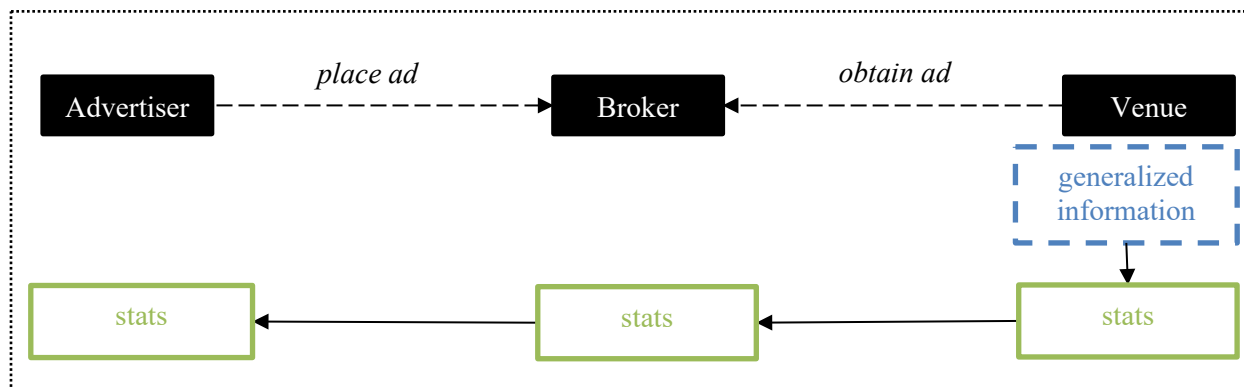 place ad
obtain ad
Advertiser
Broker
Venue
generalized
information
stats
stats
stats